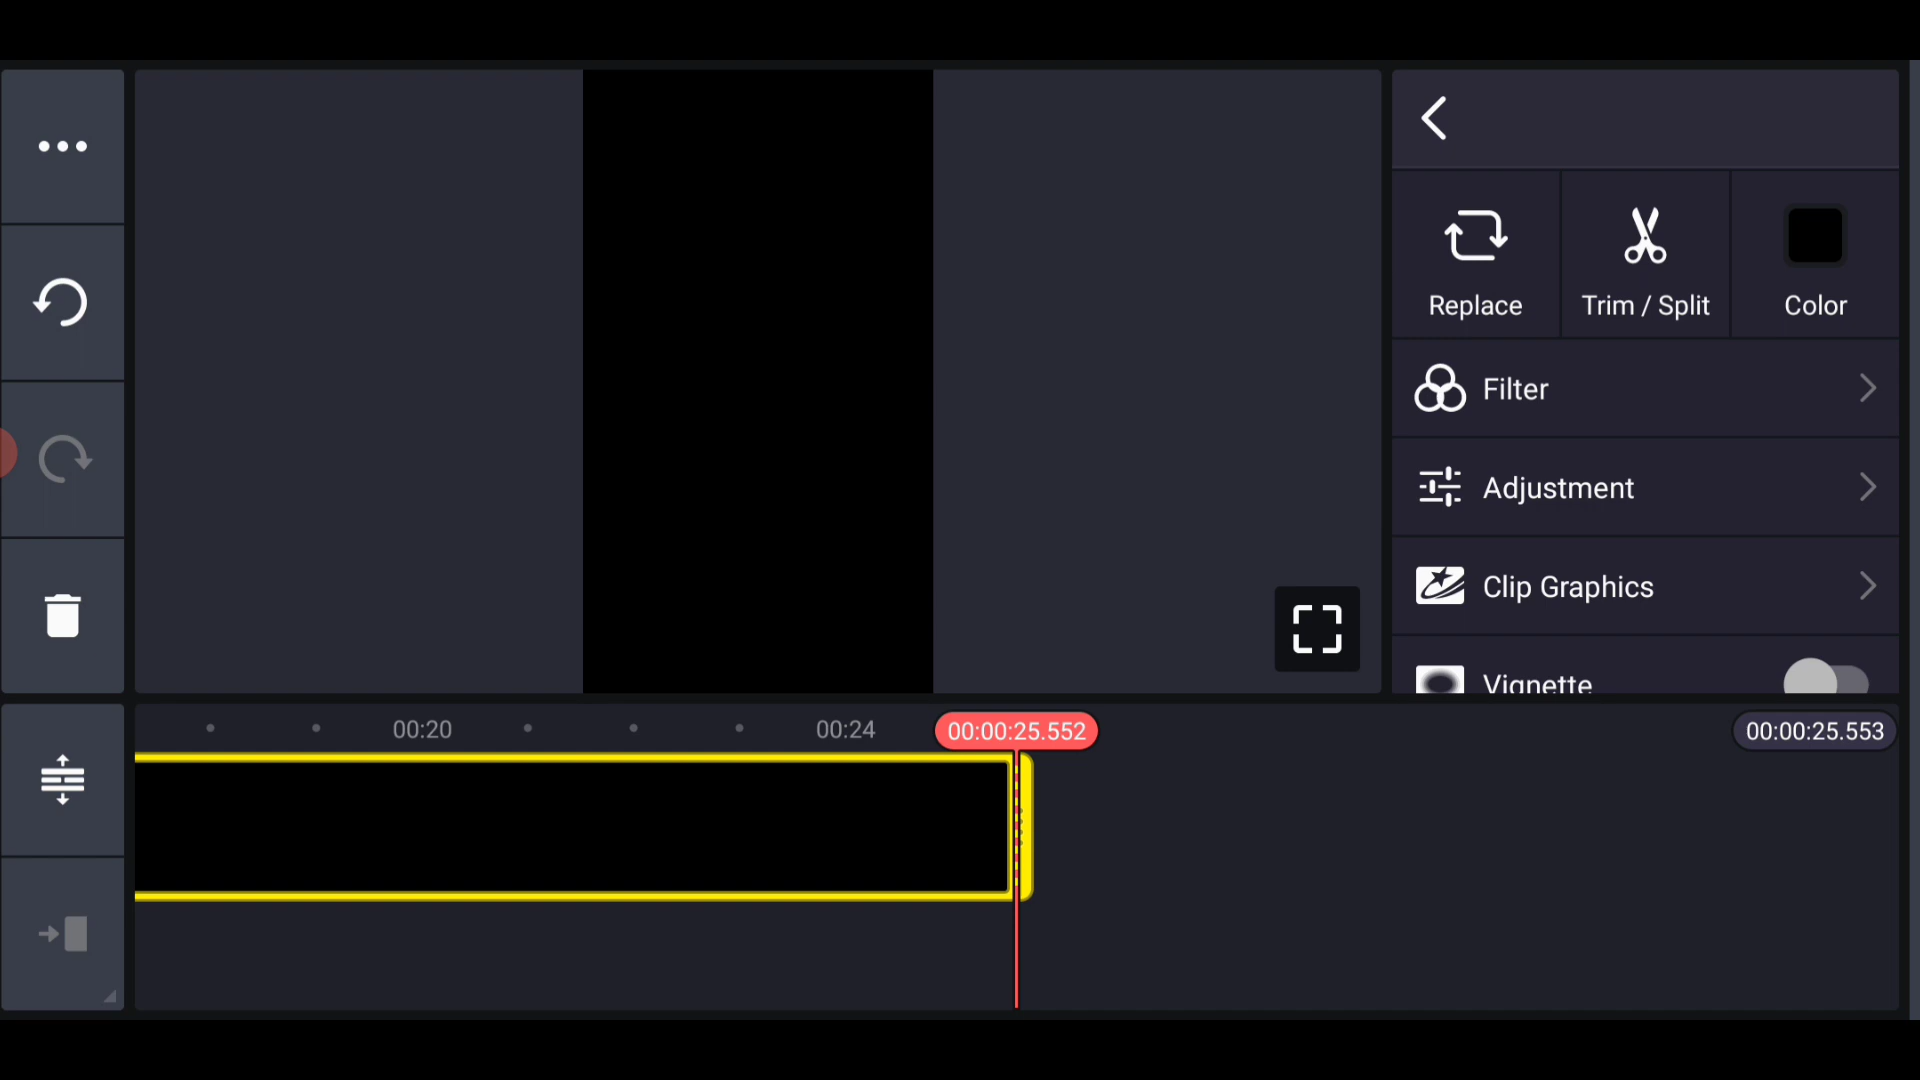 Replace
Trim / Split
Color
Filter
Adjustment
Clip Graphics
Vignette
00:20
00:24
00:00:25.552
00:00:25.553